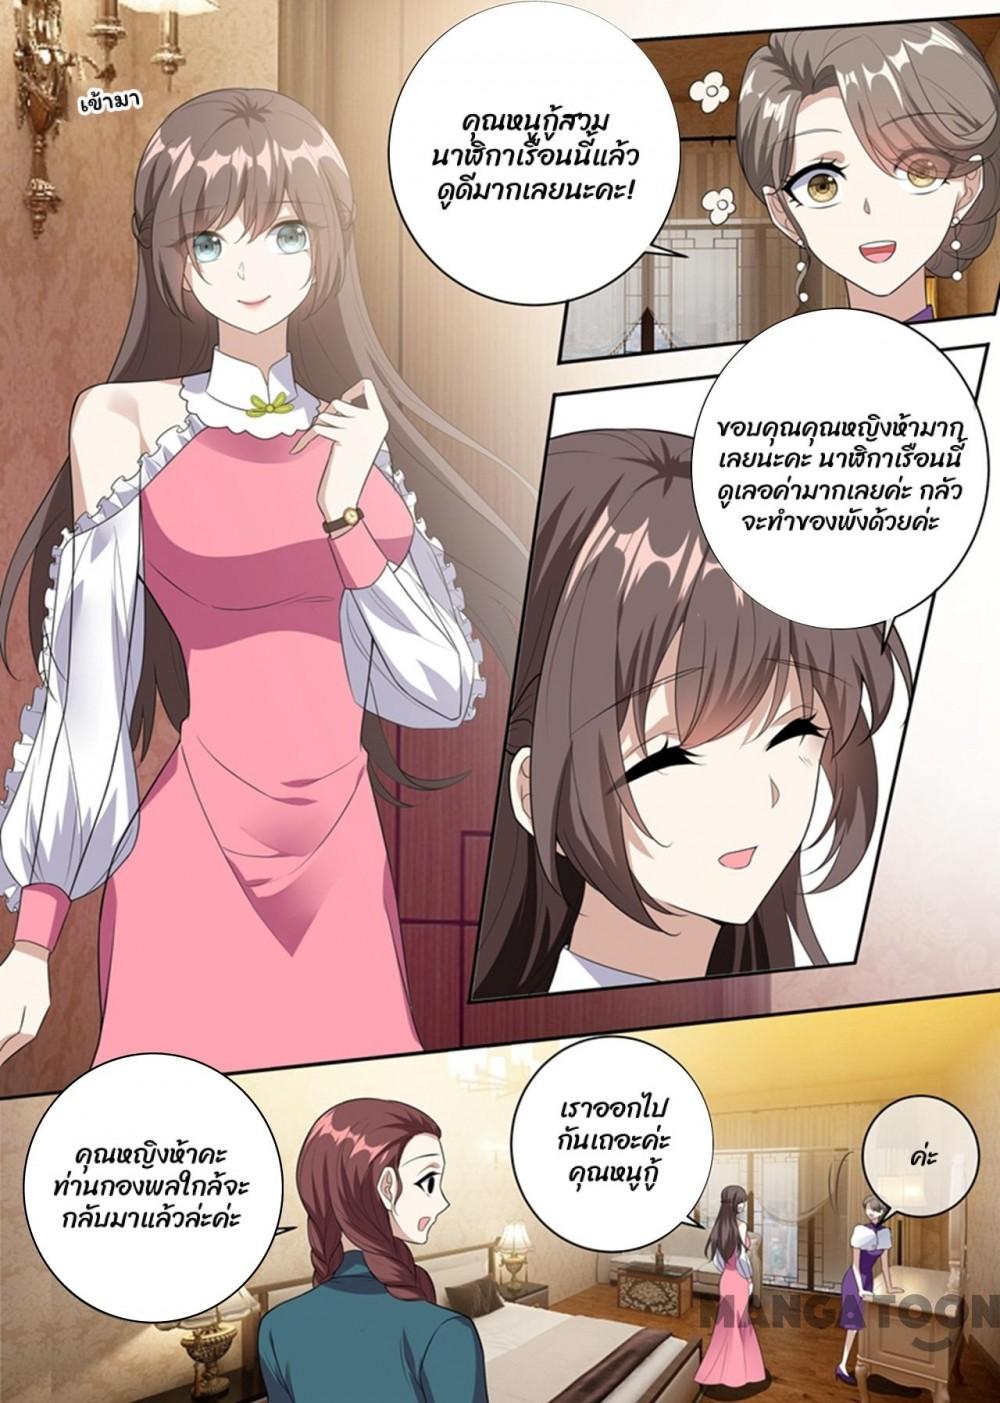 เข้ามา
คุณหนูกู้สวม
นาฬิกาเรือนนี้แล้ว
ดูดีมากเลยนะคะ!
ขอบคุณคุณหญิงห้ามาก
เลยนะคะ นาฬิกาเรือนนี้
ดูเลอค่ามากเลยค่ะ กลัว
จะทำของพังด้วยค่ะ
คุณหญิงห้าคะ
ท่านกองพลใกล้จะ
กลับมาแล้วล่ะค่ะ
เราออกไป
กันเถอะค่ะ
คุณหนูกู้
ค่ะ
MANGATOON